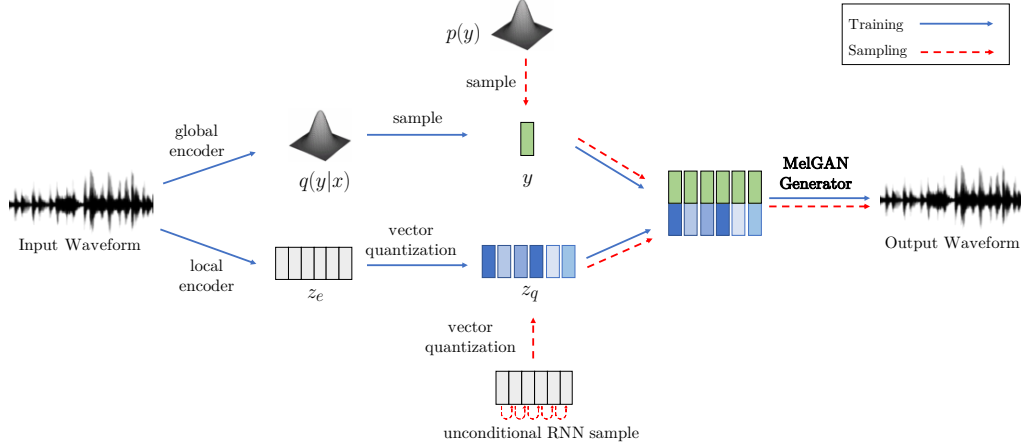 p(y)
Training
Sampling
sample
global
encoder
sample
q(y|x)
y
MelGAN
Generator
Input Waveform
Output Waveform
local
encoder
vector
quantization
z_e
z_q
vector
quantization
unconditional RNN sample